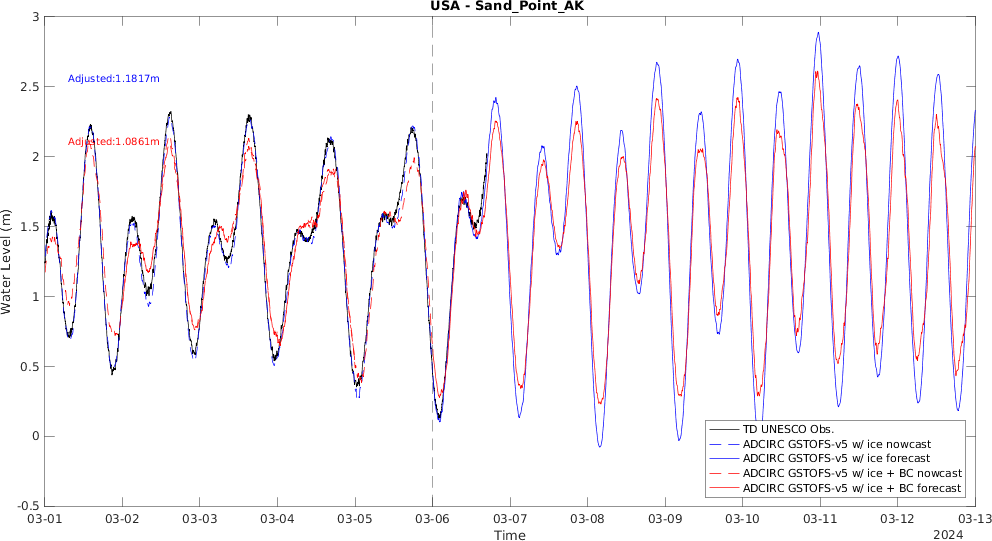 USA - Sand_Point_AK
Adjusted:1.1817m
Adjusted:1.0861m
Water Level (m)
3
2.5
2
1.5
1
0.5
0
-0.5
TD UNESCO Obs.
ADCIRC GSTOFS-v5 w/ ice nowcast
ADCIRC GSTOFS-v5 w/ ice forecast
ADCIRC GSTOFS-v5 w/ ice + BC nowcast
ADCIRC GSTOFS-v5 w/ ice + BC forecast
03-01 03-02 03-03 03-04 03-05 03-06 03-07 03-08 03-09 03-10 03-11 03-12 03-13
Time
2024